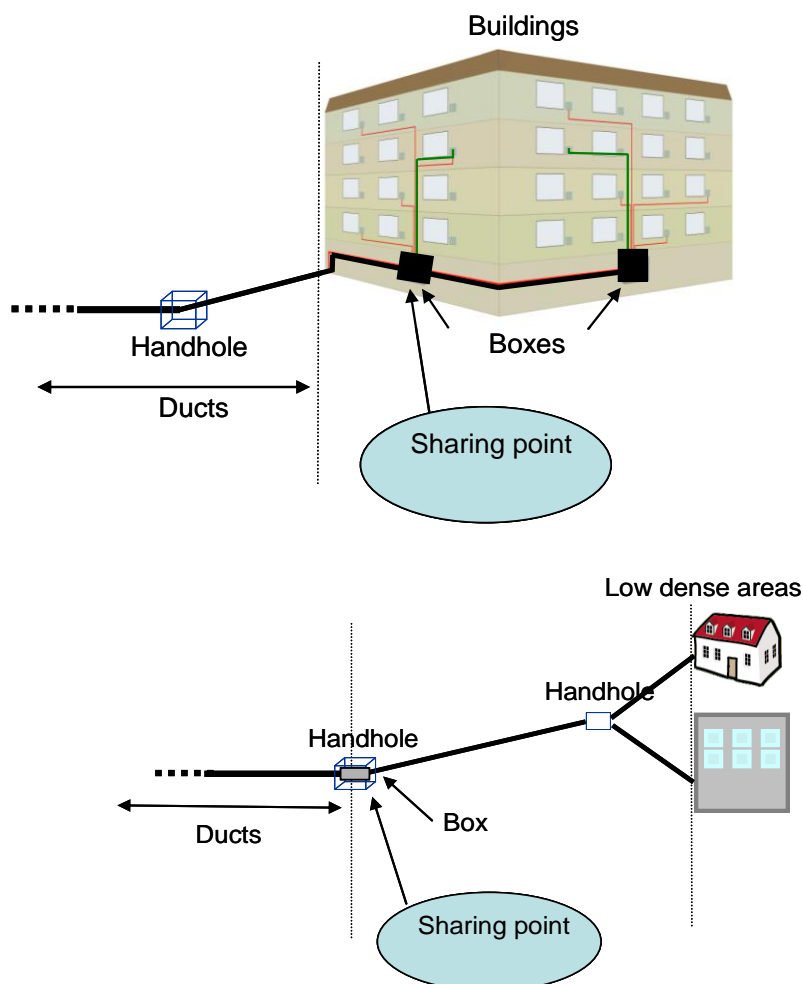 Buildings
Handhole
Boxes
Ducts
Sharing point
Low dense areas
Handhole
Handhole
Box
Ducts
Sharing point